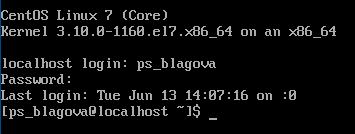 CentOS Linux 7 (Core)
Kernel 3.10.0-1160.el7.x86_64 on an x86_64
localhost login: ps_blagova
Password:
Last login: Tue Jun 13 14:07:16 on :0
[ps_blagova@localhost ~]$ _